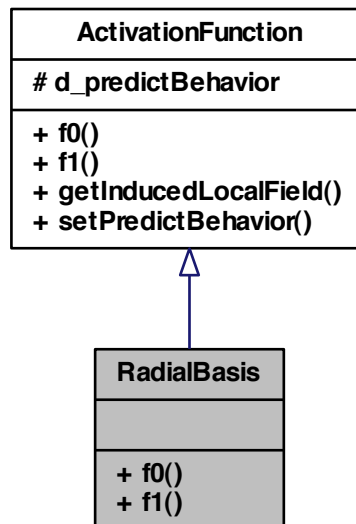 ActivationFunction
# d_predictBehavior
+ f0()
+ f1()
+ getInducedLocalField()
+ setPredictBehavior()
RadialBasis
+ f0()
+ f1()